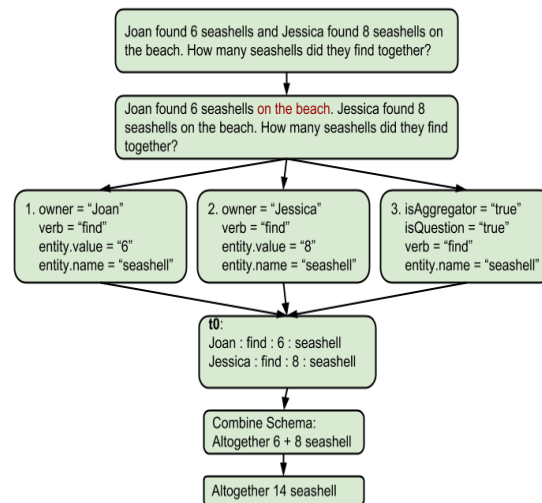 Joan found 6 seashells and Jessica found 8 seashells on
the beach. How many seashells did they find together?
Joan found 6 seashells on the beach. Jessica found 8
seashells on the beach. How many seashells did they find
together?
1. owner = “Joan”
verb = “find”
entity.value = “6”
entity.name = “seashell”
2. owner = “Jessica”
verb = “find”
entity.value = “8”
entity.name = “seashell”
3. isAggregator = “true”
isQuestion = “true”
verb = “find”
entity.name = “seashell”
t0:
Joan : find : 6 : seashell
Jessica : find : 8 : seashell
Combine Schema:
Altogether 6 + 8 seashell
Altogether 14 seashell